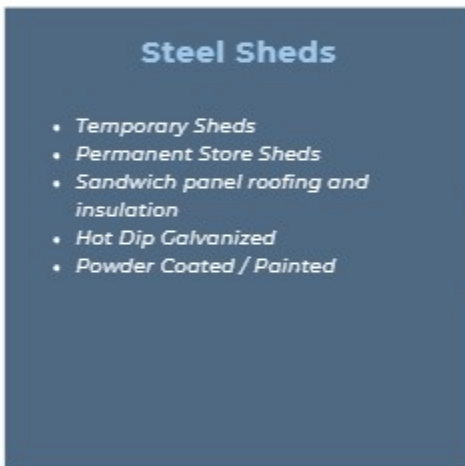 Steel Sheds
• Temporary Sheds
• Permanent Store Sheds
• Sandwich panel roofing and
insulation
• Hot Dip Galvanized
• Powder Coated / Painted